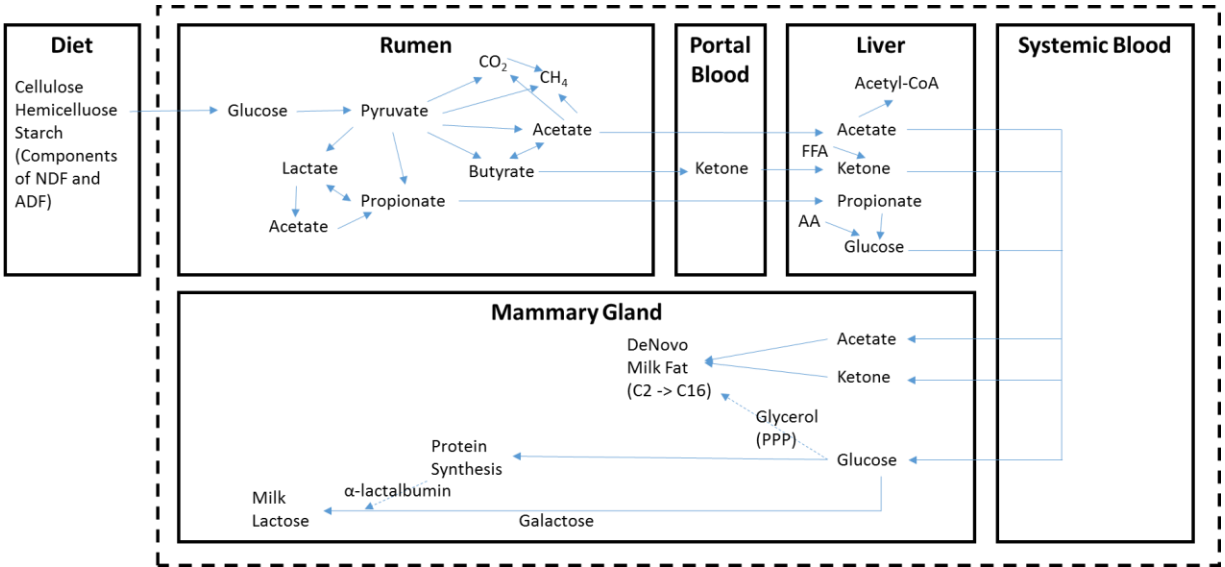 Diet
Cellulose
Hemicelluose
Starch
(Components
of NDF and
ADF)
Rumen
Glucose
Pyruvate
CO₂
CH₄
Acetate
Lactate
Butyrate
Propionate
Acetate
Portal
Blood
Ketone
Liver
Acetyl-CoA
Acetate
FFA
Ketone
Propionate
AA
Glucose
Systemic Blood
Mammary Gland
DeNovo
Milk Fat
(C2 -> C16)
Acetate
Ketone
Glycerol
(PPP)
Glucose
Protein
Synthesis
α-lactalbumin
Milk
Lactose
Galactose